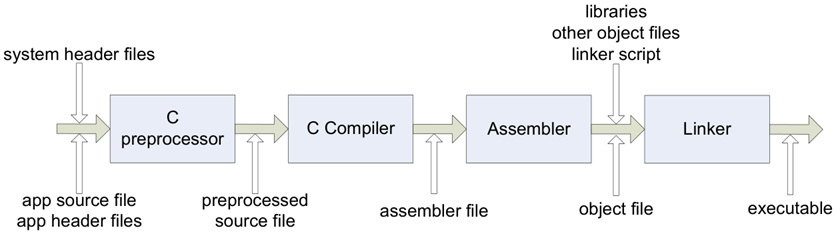 libraries
other object files
linker script
system header files
C
preprocessor
C Compiler
Assembler
Linker
app source file
app header files
preprocessed
source file
assembler file
object file
executable